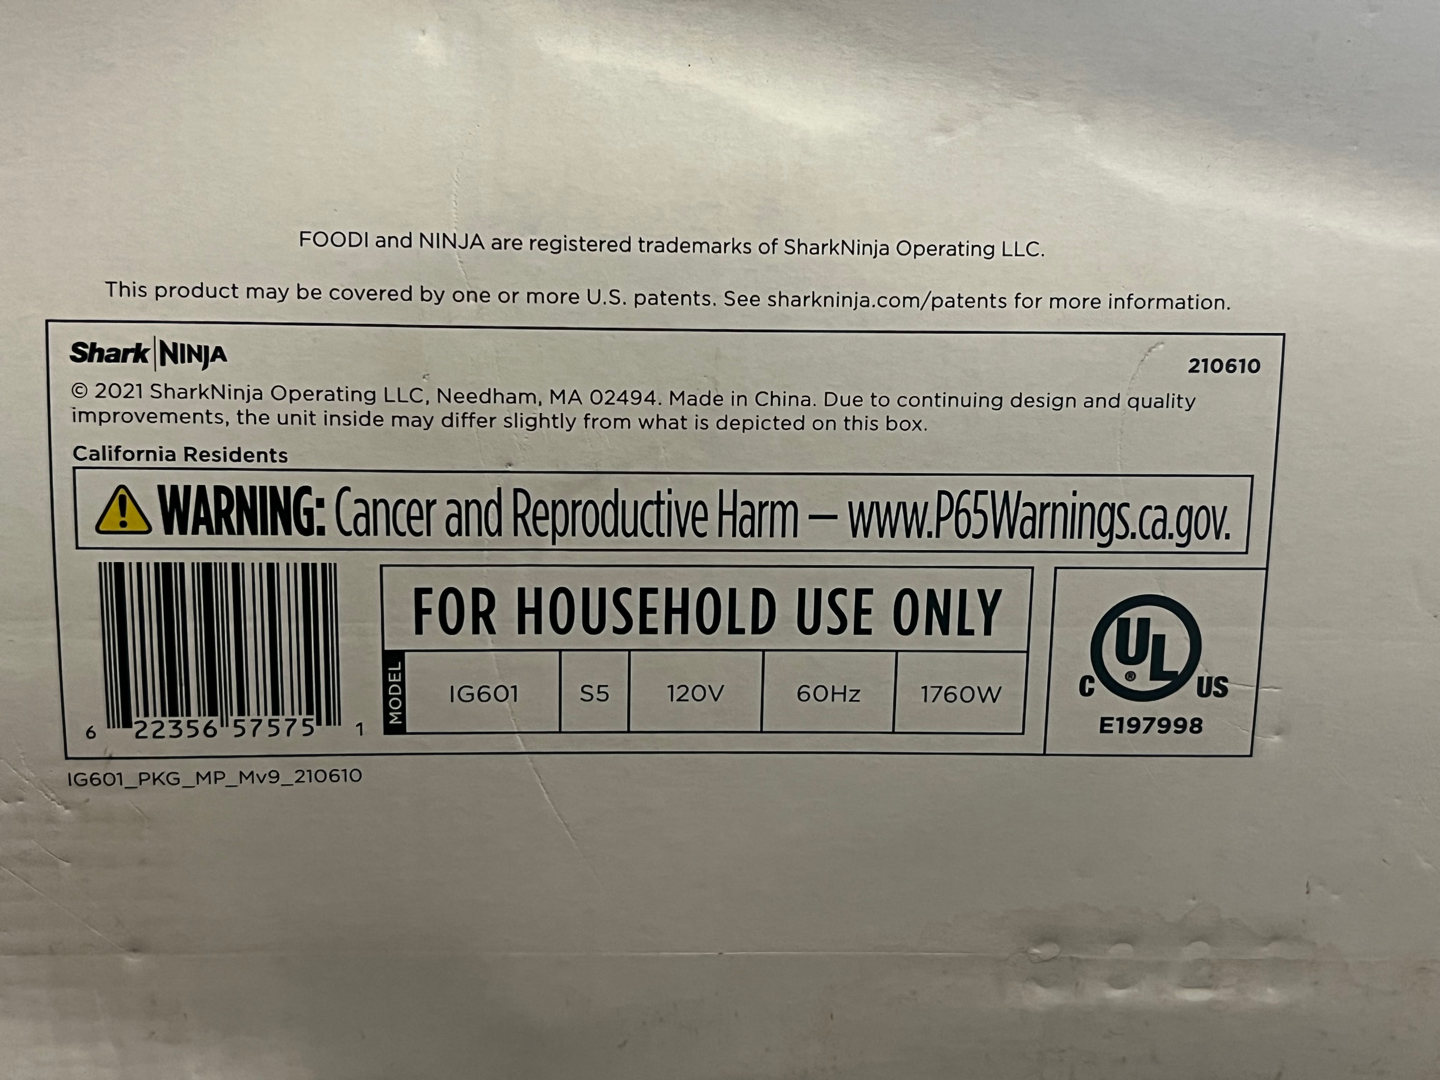 FOODI and NINJA are registered trademarks of SharkNinja Operating LLC.
This product may be covered by one or more U.S. patents. See sharkninja.com/patents for more information.
Shark|NINJA
210610
© 2021 SharkNinja Operating LLC, Needham, MA 02494. Made in China. Due to continuing design and quality
improvements, the unit inside may differ slightly from what is depicted on this box.
California Residents
WARNING: Cancer and Reproductive Harm – www.P65Warnings.ca.gov.
FOR HOUSEHOLD USE ONLY
MODEL IG601 S5 120V 60Hz 1760W
C UL ® US
E197998
6 22356 57575 1
IG601_PKG_MP_Mv9_210610